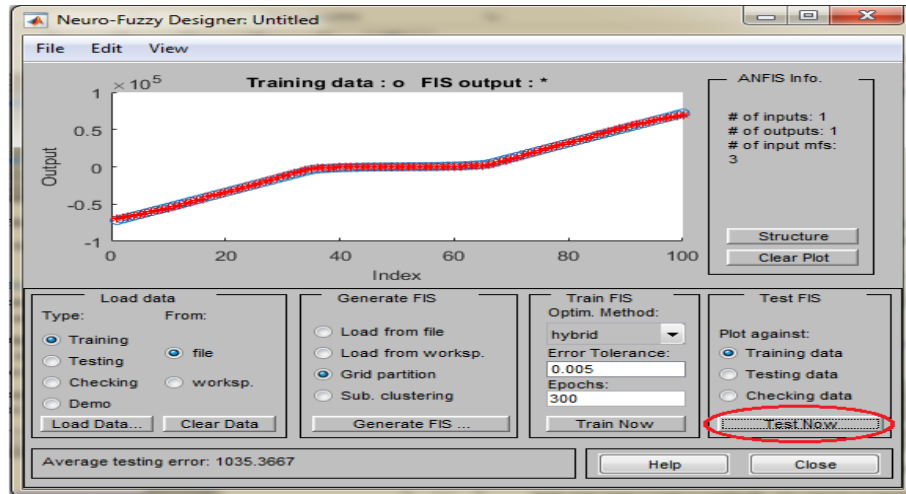 Neuro-Fuzzy Designer: Untitled
File Edit View
× 10^5
Training data : o FIS output : *
1
0.5
0
-0.5
-1
Output
0 20 40 60 80 100
Index
ANFIS Info.
# of inputs: 1
# of outputs: 1
# of input mfs:
3
Structure
Clear Plot
Load data
Type: From:
Training
Testing
Checking
Demo
file
worksp.
Load Data... Clear Data
Generate FIS
Load from file
Load from worksp.
Grid partition
Sub. clustering
Generate FIS ...
Train FIS
Optim. Method:
hybrid
Error Tolerance:
0.005
Epochs:
300
Train Now
Test FIS
Plot against:
Training data
Testing data
Checking data
Test Now
Average testing error: 1035.3667
Help Close